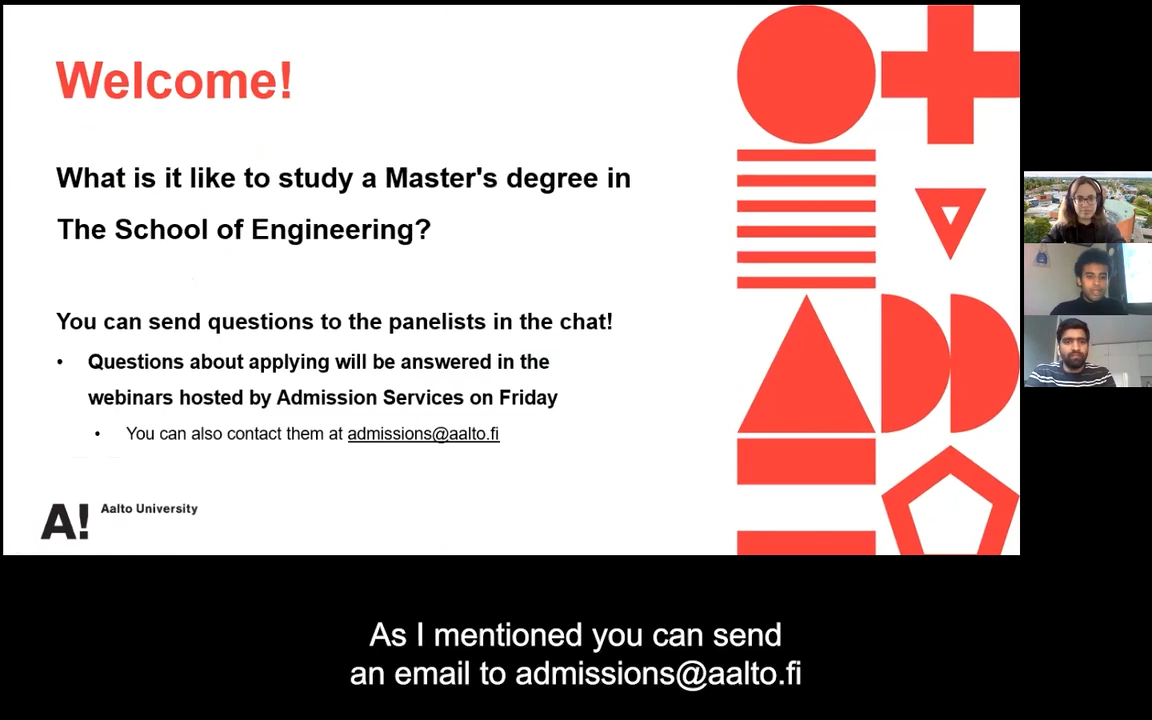 Welcome!
What is it like to study a Master's degree in
The School of Engineering?
You can send questions to the panelists in the chat!
• Questions about applying will be answered in the
webinars hosted by Admission Services on Friday
• You can also contact them at admissions@aalto.fi
A! Aalto University
As I mentioned you can send
an email to admissions@aalto.fi